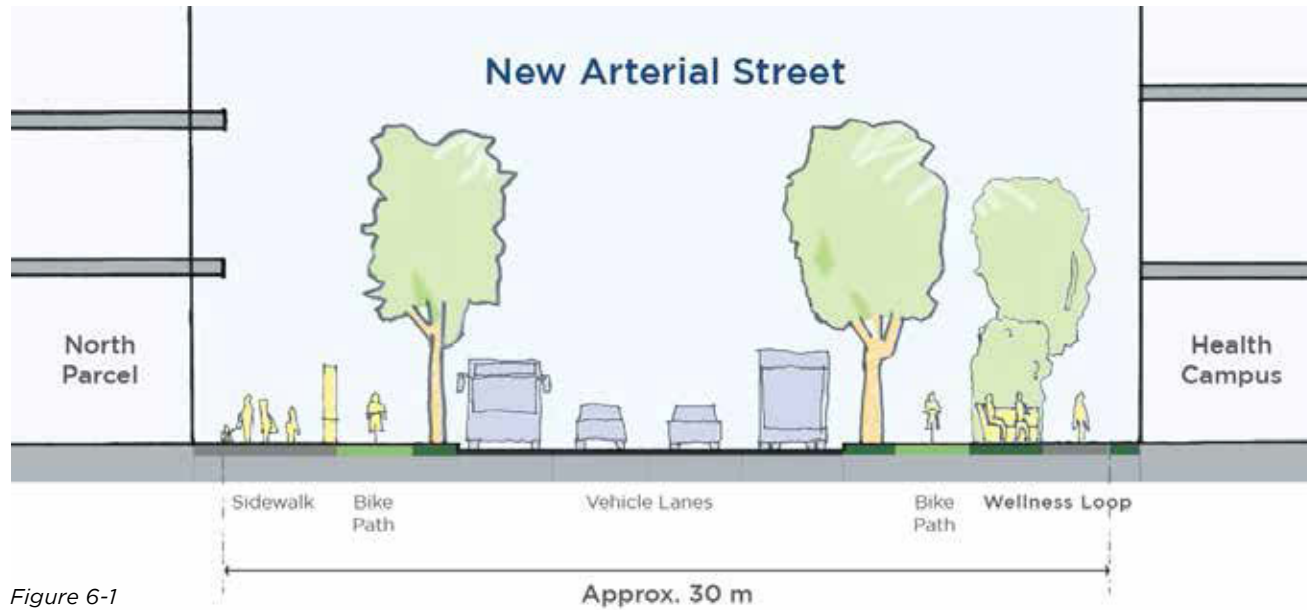 New Arterial Street
North
Parcel
Health
Campus
Sidewalk
Bike
Path
Vehicle Lanes
Bike
Path
Wellness Loop
Approx. 30 m
Figure 6-1